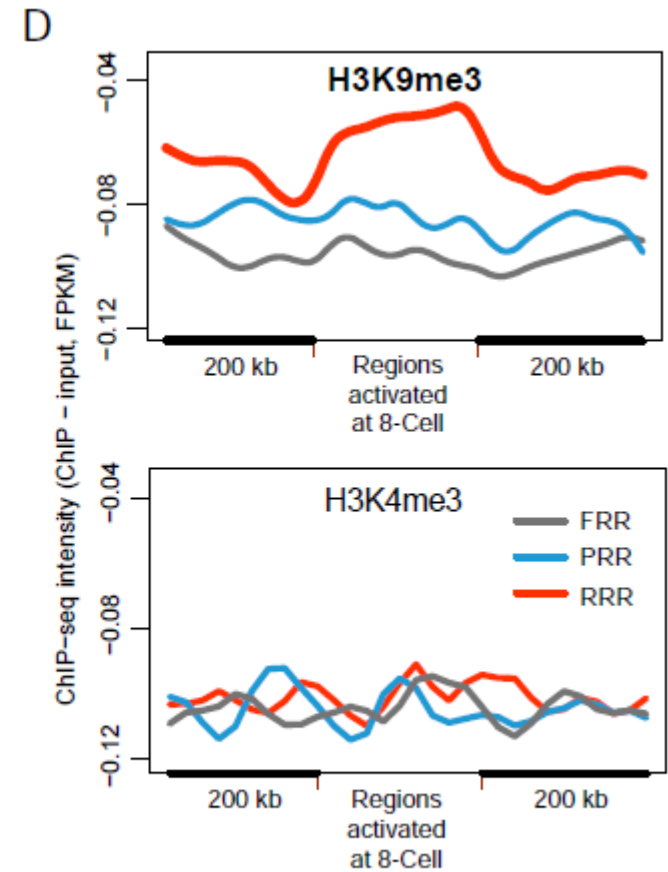 D
H3K9me3
−0.04
−0.08
−0.12
200 kb
Regions
activated
at 8-Cell
200 kb
ChIP−seq intensity (ChIP − input, FPKM)
H3K4me3
−0.04
−0.08
−0.12
FRR
PRR
RRR
200 kb
Regions
activated
at 8-Cell
200 kb